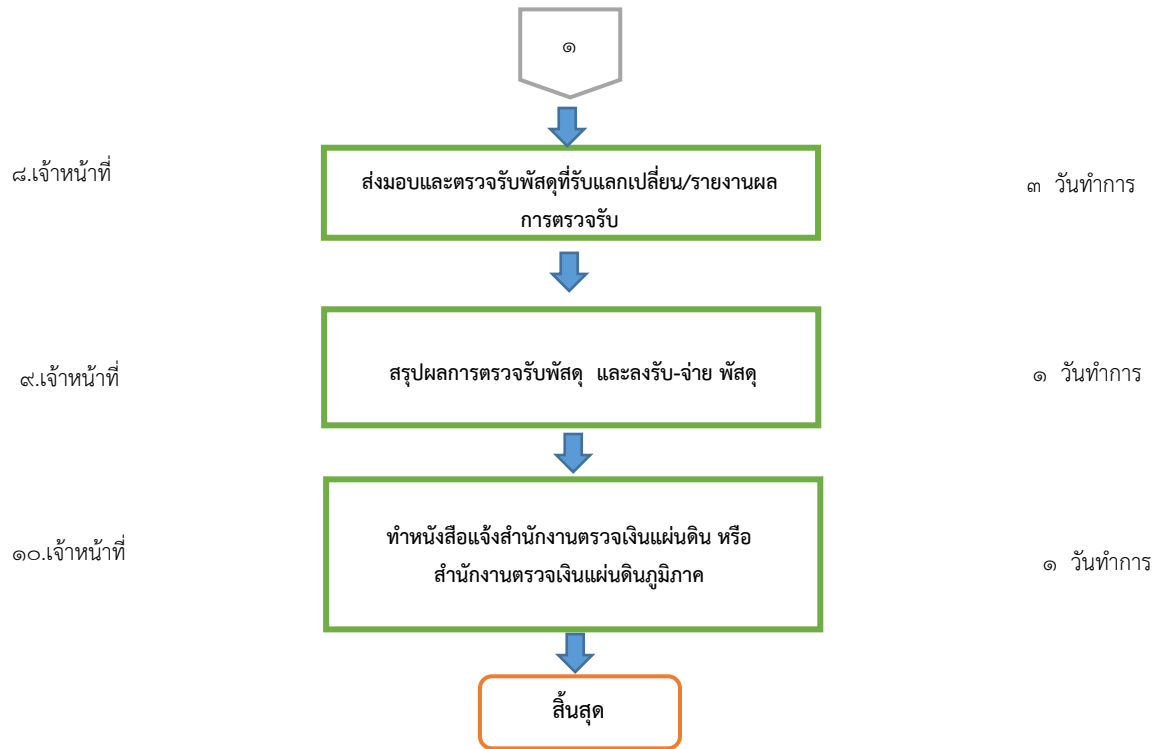 ๑
๘.เจ้าหน้าที่
ส่งมอบและตรวจรับพัสดุที่รับแลกเปลี่ยน/รายงานผล
การตรวจรับ
๓ วันทำการ
๙.เจ้าหน้าที่
สรุปผลการตรวจรับพัสดุ และลงรับ-จ่าย พัสดุ
๑ วันทำการ
๑๐.เจ้าหน้าที่
ทำหนังสือแจ้งสำนักงานตรวจเงินแผ่นดิน หรือ
สำนักงานตรวจเงินแผ่นดินภูมิภาค
๑ วันทำการ
สิ้นสุด